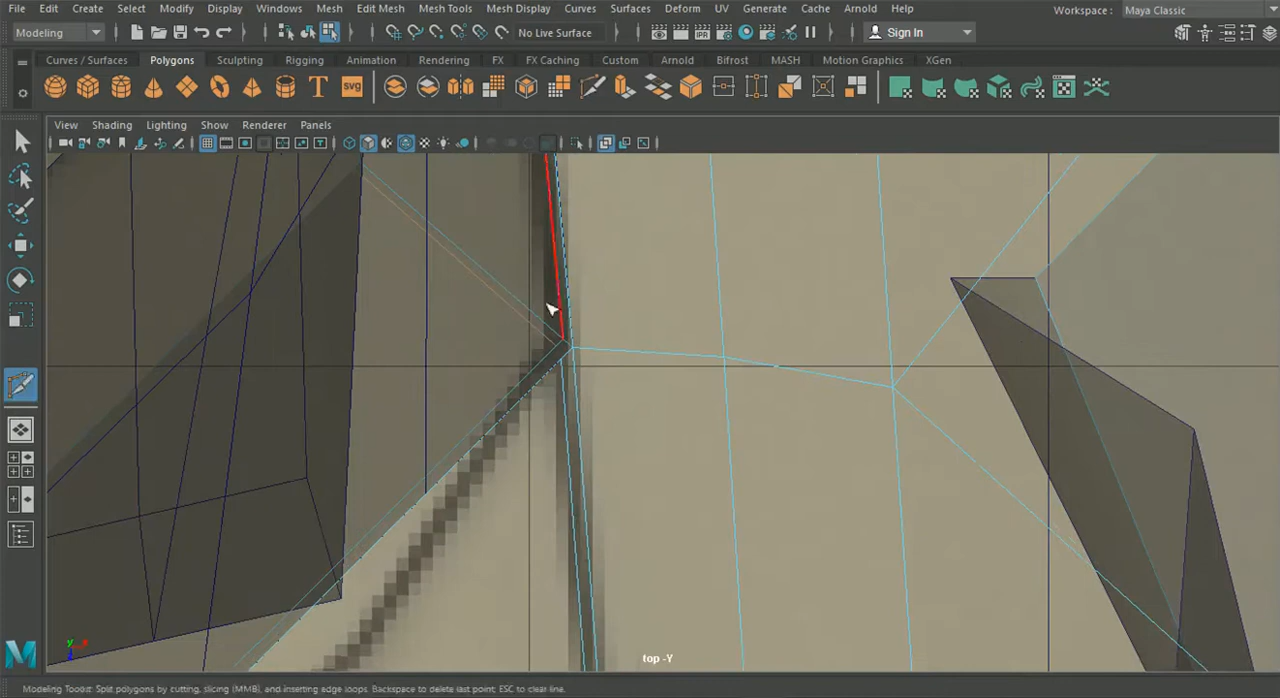 File Edit Create Select Modify Display Windows Mesh Edit Mesh Mesh Tools Mesh Display Curves Surfaces Deform UV Generate Cache Arnold Help Workspace : Maya Classic
Modeling No Live Surface IPR Sign In
Curves / Surfaces Polygons Sculpting Rigging Animation Rendering FX FX Caching Custom Arnold Bifrost MASH Motion Graphics XGen
T SVG
View Shading Lighting Show Renderer Panels
top -Y
y
z
M
Modeling Toolkit: Split polygons by cutting, slicing (MMB), and inserting edge loops. Backspace to delete last point; ESC to clear line.